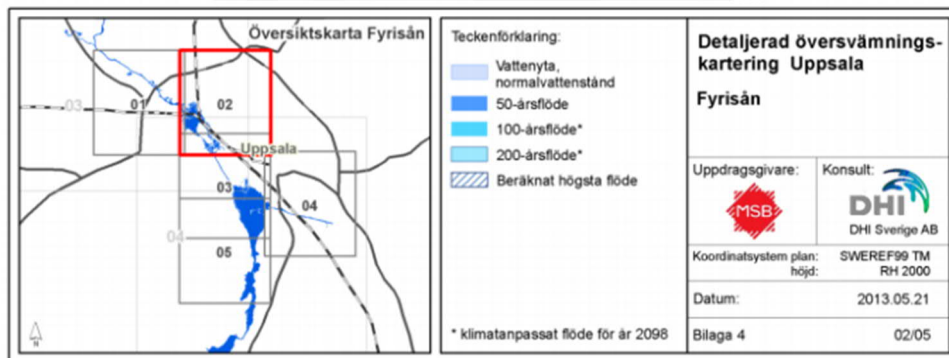 Översiktskarta Fyrisån
03
01
02
Uppsala
03
04
04
05
N
Teckenförklaring:
Vattenyta,
normalvattenstånd
50-årsflöde
100-årsflöde*
200-årsflöde*
Beräknat högsta flöde
* klimatanpassat flöde för år 2098
Detaljerad översvämnings-
kartering Uppsala
Fyrisån
Uppdragsgivare:
MSB
Konsult:
DHI
DHI Sverige AB
Koordinatsystem plan: SWEREF99 TM
höjd: RH 2000
Datum: 2013.05.21
Bilaga 4 02/05